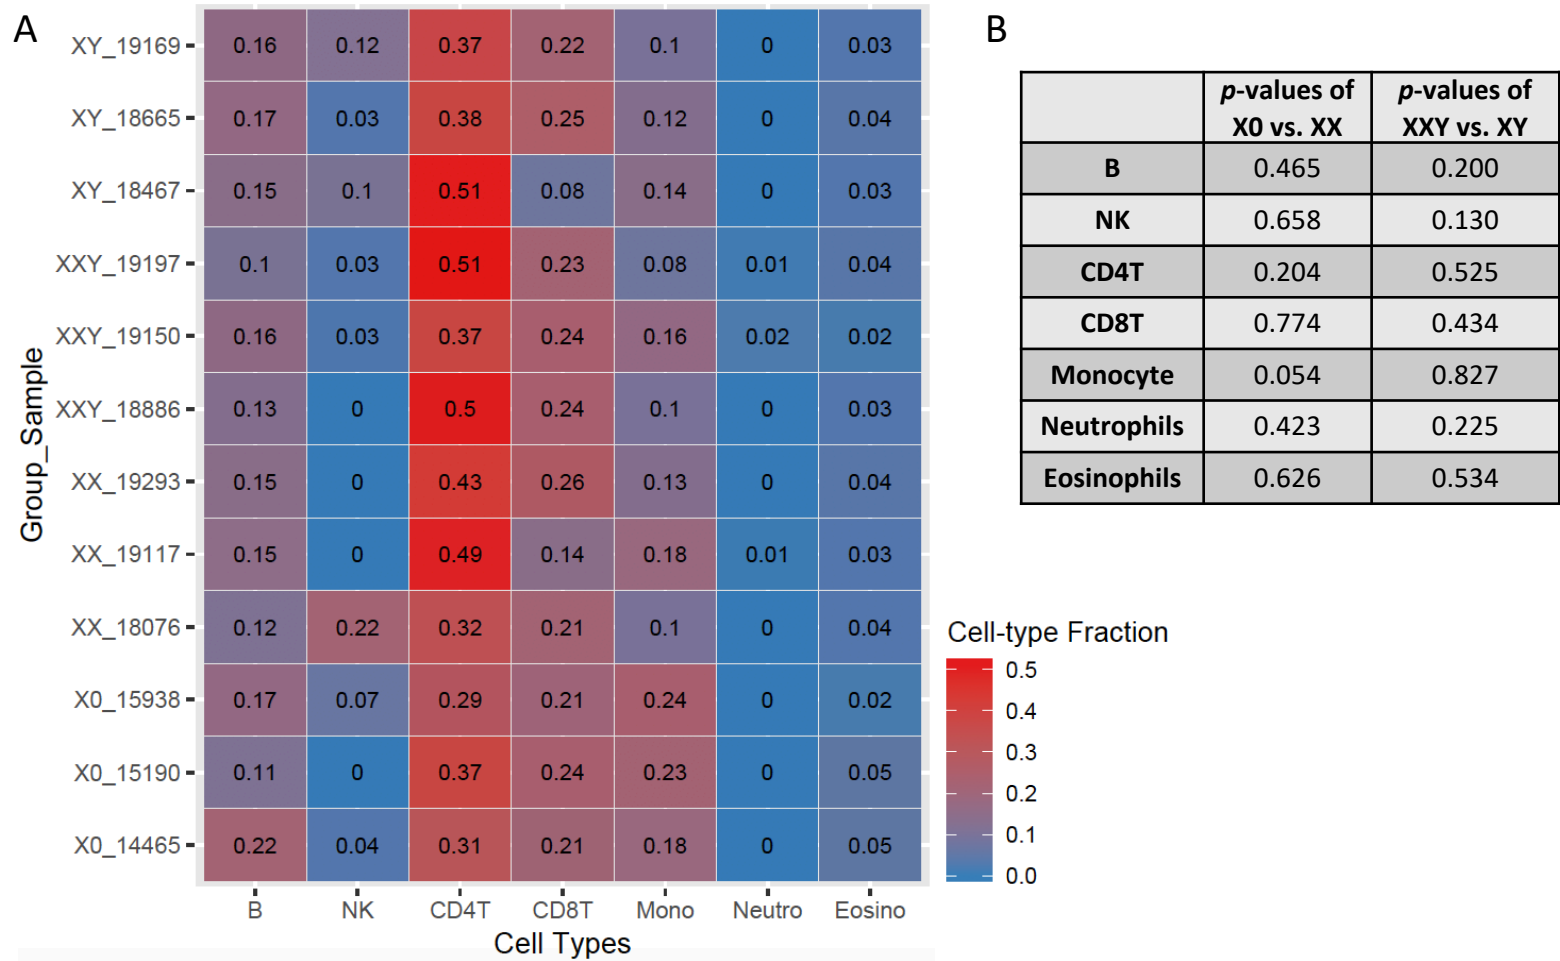 A
XY_19169 0.16 0.12 0.37 0.22 0.1 0 0.03
XY_18665 0.17 0.03 0.38 0.25 0.12 0 0.04
XY_18467 0.15 0.1 0.51 0.08 0.14 0 0.03
XXY_19197 0.1 0.03 0.51 0.23 0.08 0.01 0.04
XXY_19150 0.16 0.03 0.37 0.24 0.16 0.02 0.02
XXY_18886 0.13 0 0.5 0.24 0.1 0 0.03
XX_19293 0.15 0 0.43 0.26 0.13 0 0.04
XX_19117 0.15 0 0.49 0.14 0.18 0.01 0.03
XX_18076 0.12 0.22 0.32 0.21 0.1 0 0.04
X0_15938 0.17 0.07 0.29 0.21 0.24 0 0.02
X0_15190 0.11 0 0.37 0.24 0.23 0 0.05
X0_14465 0.22 0.04 0.31 0.21 0.18 0 0.05
B NK CD4T CD8T Mono Neutro Eosino
Cell Types
Group_Sample
Cell-type Fraction
0.5
0.4
0.3
0.2
0.1
0.0
B
p-values of p-values of
X0 vs. XX XXY vs. XY
B 0.465 0.200
NK 0.658 0.130
CD4T 0.204 0.525
CD8T 0.774 0.434
Monocyte 0.054 0.827
Neutrophils 0.423 0.225
Eosinophils 0.626 0.534